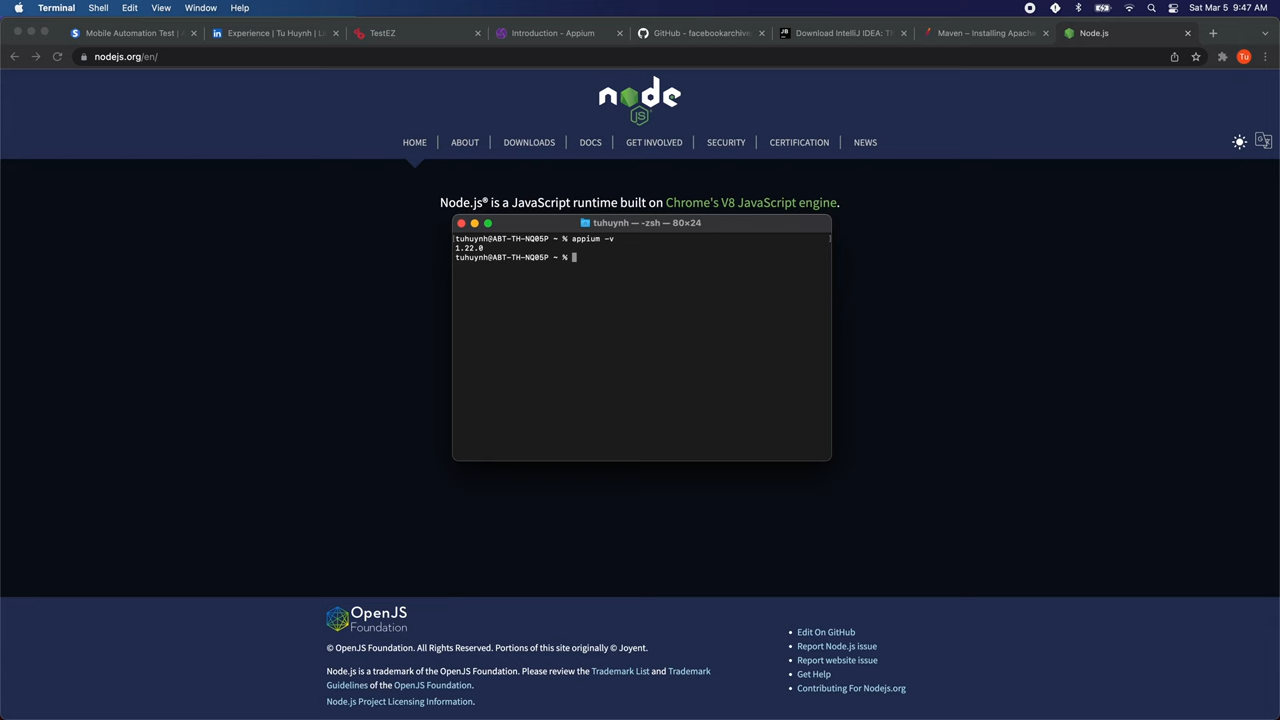 Terminal Shell Edit View Window Help Sat Mar 5 9:47 AM
Mobile Automation Test | A
Experience | Tu Huynh | Li
TestEZ
Introduction - Appium
GitHub - facebookarchive
Download IntelliJ IDEA: Th
Maven – Installing Apache
Node.js
nodejs.org/en/
Tu
node
JS
HOME ABOUT DOWNLOADS DOCS GET INVOLVED SECURITY CERTIFICATION NEWS
Node.js® is a JavaScript runtime built on Chrome's V8 JavaScript engine.
tuhuynh — -zsh — 80×24
tuhuynh@ABT-TH-NQ05P ~ % appium -v
1.22.0
tuhuynh@ABT-TH-NQ05P ~ %
OpenJS
Foundation
© OpenJS Foundation. All Rights Reserved. Portions of this site originally © Joyent.
Node.js is a trademark of the OpenJS Foundation. Please review the Trademark List and Trademark
Guidelines of the OpenJS Foundation.
Node.js Project Licensing Information.
Edit On GitHub
Report Node.js issue
Report website issue
Get Help
Contributing For Nodejs.org